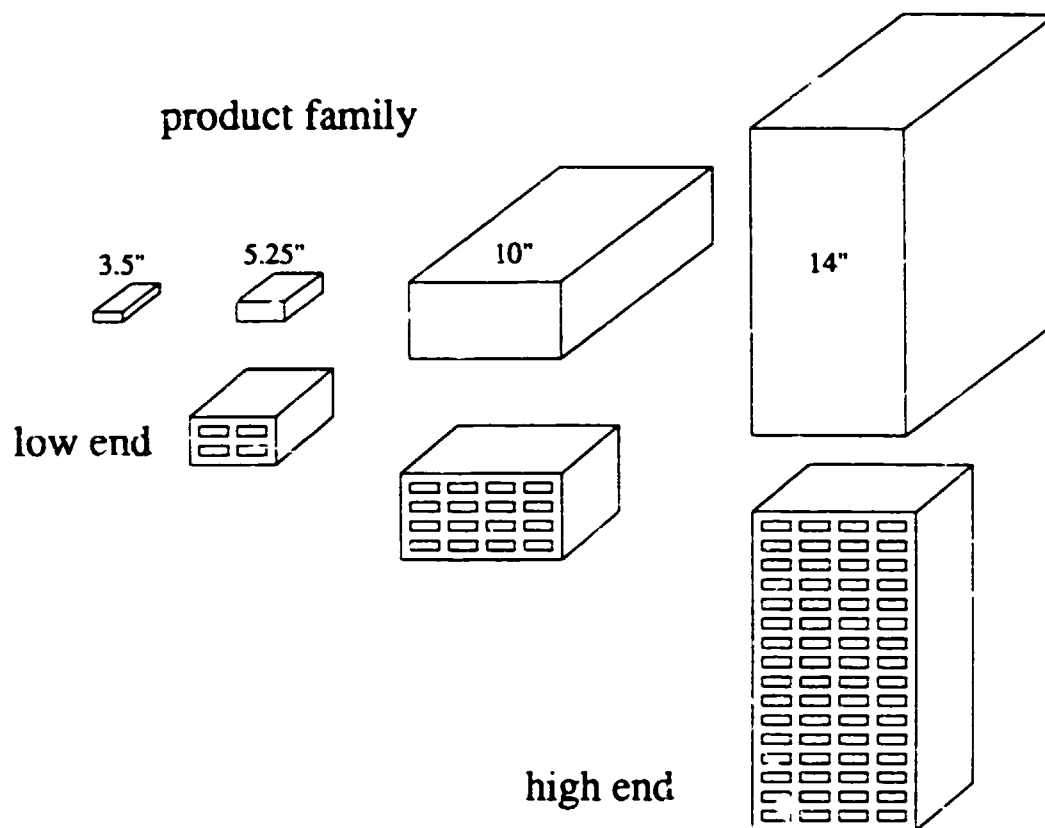 product family
3.5"
5.25"
10"
14"
low end
high end